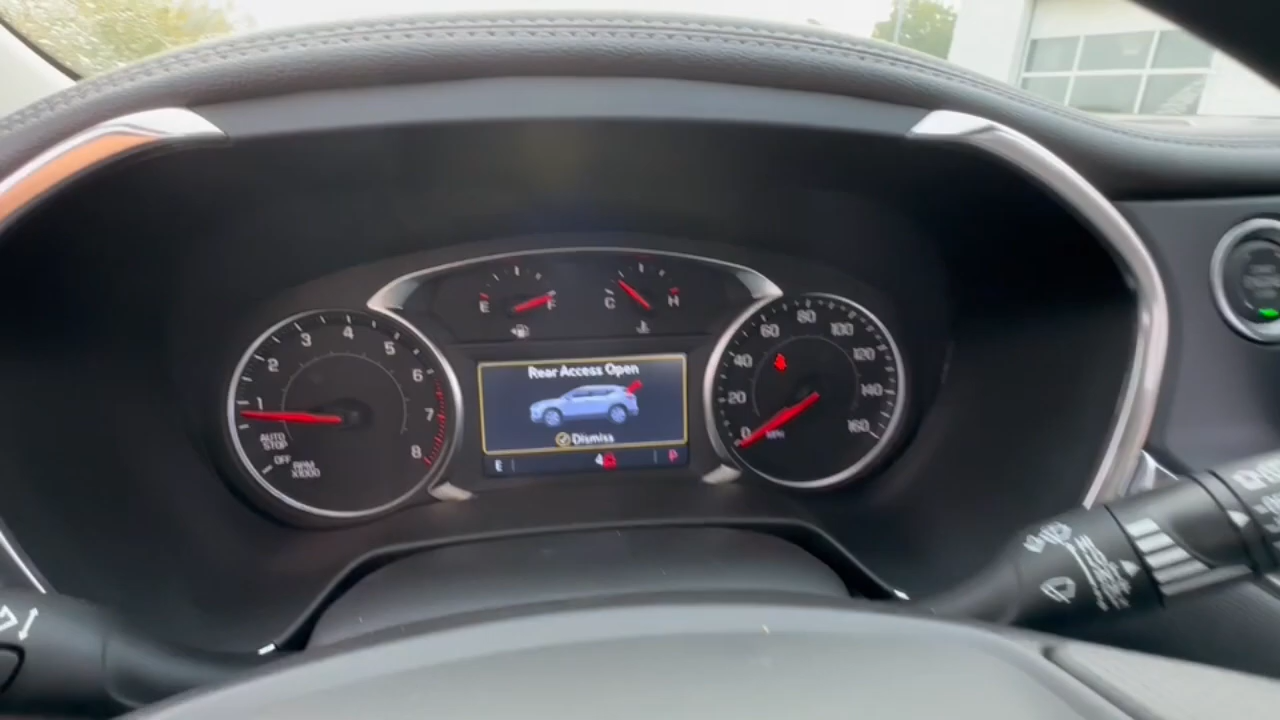 E F
C H
1 2 3 4 5 6 7 8
AUTO
STOP
OFF
RPM
X1000
Rear Access Open
Dismiss
E P
0 20 40 60 80 100 120 140 160
MPH